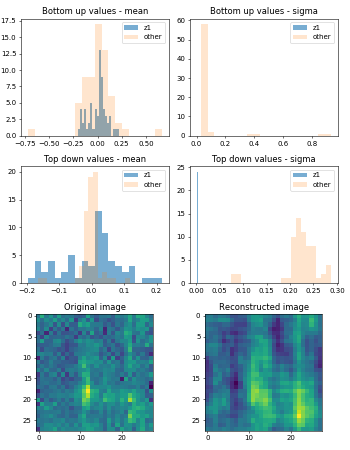 Bottom up values - mean
Bottom up values - sigma
17.5
15.0
12.5
10.0
7.5
5.0
2.5
0.0
z1
other
−0.75 −0.50 −0.25 0.00 0.25 0.50
60
50
40
30
20
10
0
z1
other
0.0 0.2 0.4 0.6 0.8
Top down values - mean
Top down values - sigma
20
15
10
5
0
z1
other
−0.2 −0.1 0.0 0.1 0.2
25
20
15
10
5
0
z1
other
0.00 0.05 0.10 0.15 0.20 0.25 0.30
Original image
Reconstructed image
0
5
10
15
20
25
0 10 20
0
5
10
15
20
25
0 10 20